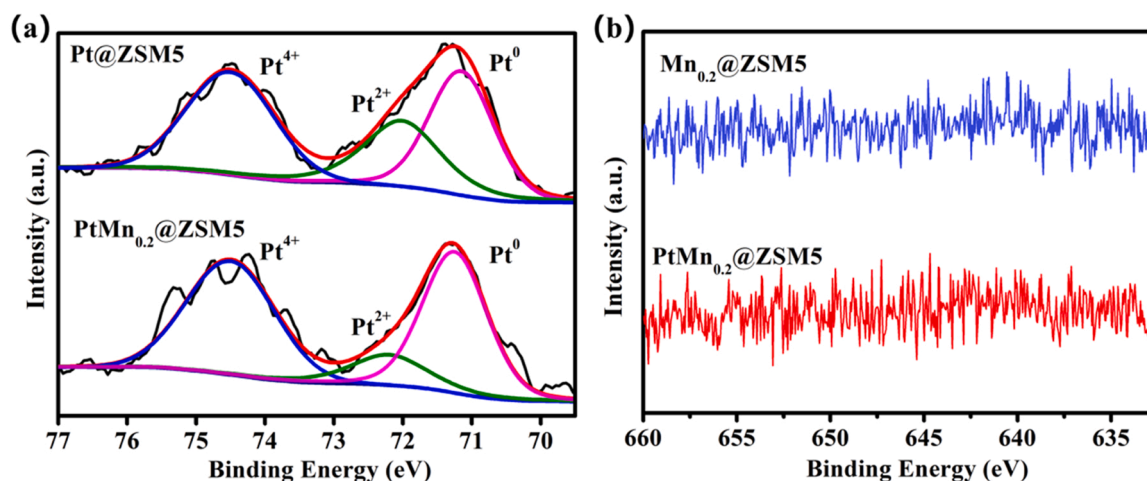 (a)
Pt@ZSM5
Pt4+
Pt2+
Pt0
PtMn0.2@ZSM5
Pt4+
Pt2+
Pt0
Intensity (a.u.)
77 76 75 74 73 72 71 70
Binding Energy (eV)
(b)
Mn0.2@ZSM5
PtMn0.2@ZSM5
Intensity (a.u.)
660 655 650 645 640 635
Binding Energy (eV)